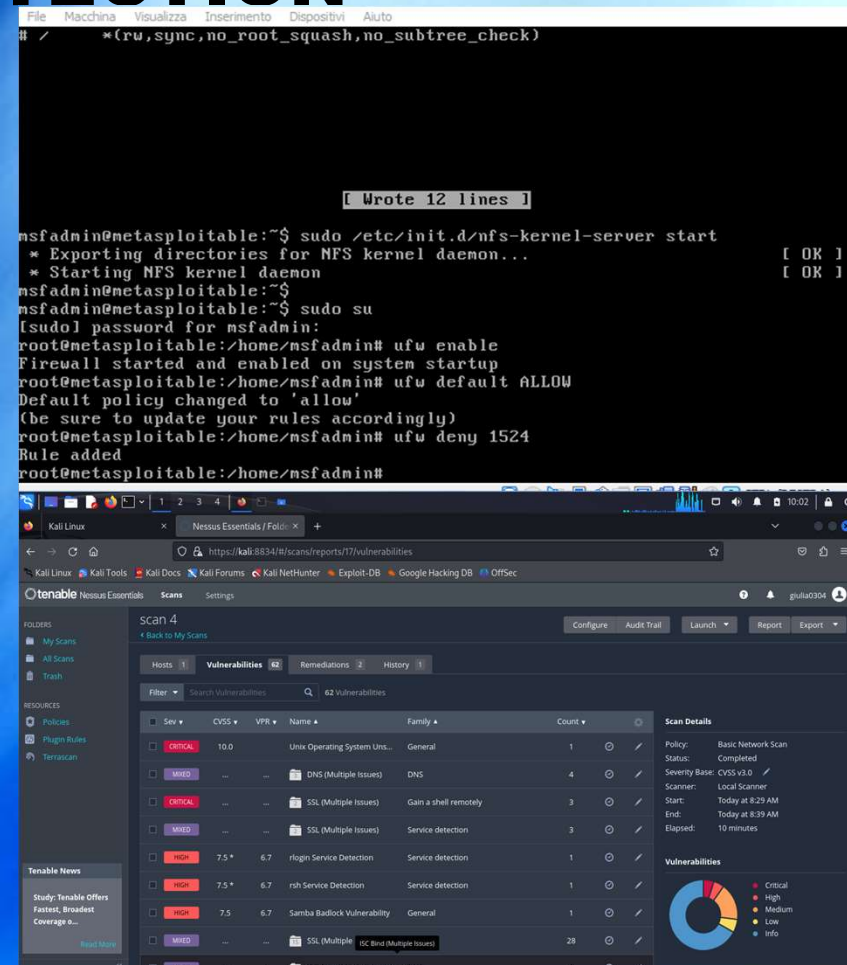 File Macchina Visualizza Inserimento Dispositivi Aiuto
# / *(rw,sync,no_root_squash,no_subtree_check)
[ Wrote 12 lines ]
msfadmin@metasploitable:~$ sudo /etc/init.d/nfs-kernel-server start
* Exporting directories for NFS kernel daemon... [ OK ]
* Starting NFS kernel daemon [ OK ]
msfadmin@metasploitable:~$
msfadmin@metasploitable:~$ sudo su
[sudo] password for msfadmin:
root@metasploitable:/home/msfadmin# ufw enable
Firewall started and enabled on system startup
root@metasploitable:/home/msfadmin# ufw default ALLOW
Default policy changed to 'allow'
(be sure to update your rules accordingly)
root@metasploitable:/home/msfadmin# ufw deny 1524
Rule added
root@metasploitable:/home/msfadmin#
1 2 3 4 10:02
Kali Linux × Nessus Essentials / Folde × +
https://kali:8834/#/scans/reports/17/vulnerabilities
Kali Linux Kali Tools Kali Docs Kali Forums Kali NetHunter Exploit-DB Google Hacking DB OffSec
tenable Nessus Essentials Scans Settings giulia0304
FOLDERS
My Scans
All Scans
Trash
RESOURCES
Policies
Plugin Rules
Terrascan
Tenable News
Study: Tenable Offers
Fastest, Broadest
Coverage o...
Read More
scan 4
Back to My Scans
Configure Audit Trail Launch Report Export
Hosts 1 Vulnerabilities 62 Remediations 2 History 1
Filter Search Vulnerabilities 62 Vulnerabilities
Sev CVSS VPR Name Family Count
CRITICAL 10.0 Unix Operating System Uns... General 1
MIXED ... ... DNS (Multiple Issues) DNS 4
CRITICAL ... ... SSL (Multiple Issues) Gain a shell remotely 3
MIXED ... ... SSL (Multiple Issues) Service detection 3
HIGH 7.5 * 6.7 rlogin Service Detection Service detection 1
HIGH 7.5 * 6.7 rsh Service Detection Service detection 1
HIGH 7.5 6.7 Samba Badlock Vulnerability General 1
MIXED ... ... SSL (Multiple General 28
ISC Bind (Multiple Issues)
Scan Details
Policy: Basic Network Scan
Status: Completed
Severity Base: CVSS v3.0
Scanner: Local Scanner
Start: Today at 8:29 AM
End: Today at 8:39 AM
Elapsed: 10 minutes
Vulnerabilities
Critical
High
Medium
Low
Info